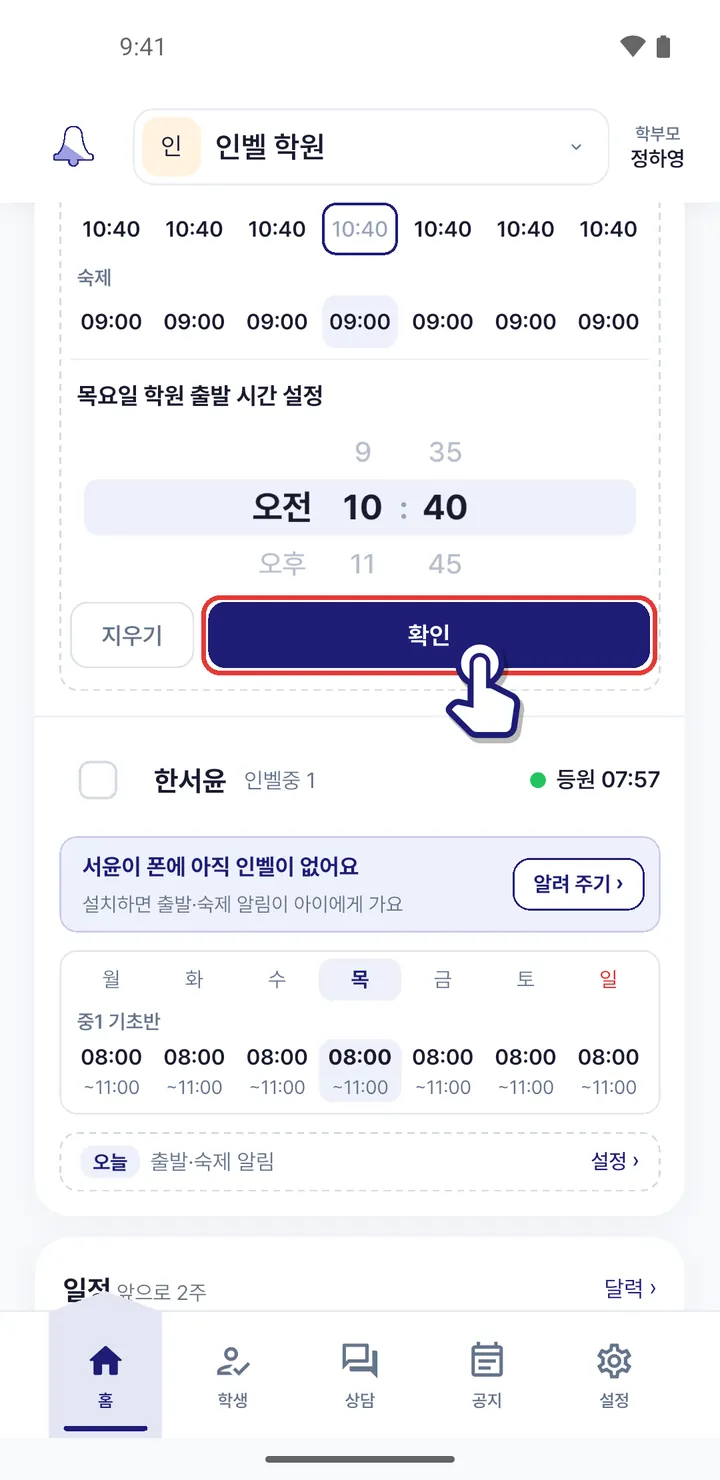 9:41
인 인벨 학원
학부모
정하영
10:40 10:40 10:40 10:40 10:40 10:40 10:40
숙제
09:00 09:00 09:00 09:00 09:00 09:00 09:00
목요일 학원 출발 시간 설정
9 35
오전 10 : 40
오후 11 45
지우기 확인
한서윤 인벨중 1 등원 07:57
서윤이 폰에 아직 인벨이 없어요
설치하면 출발·숙제 알림이 아이에게 가요
알려 주기 ›
월 화 수 목 금 토 일
중1 기초반
08:00 08:00 08:00 08:00 08:00 08:00 08:00
~11:00 ~11:00 ~11:00 ~11:00 ~11:00 ~11:00 ~11:00
오늘 출발·숙제 알림 설정 ›
일정 앞으로 2주 달력 ›
홈 학생 상담 공지 설정